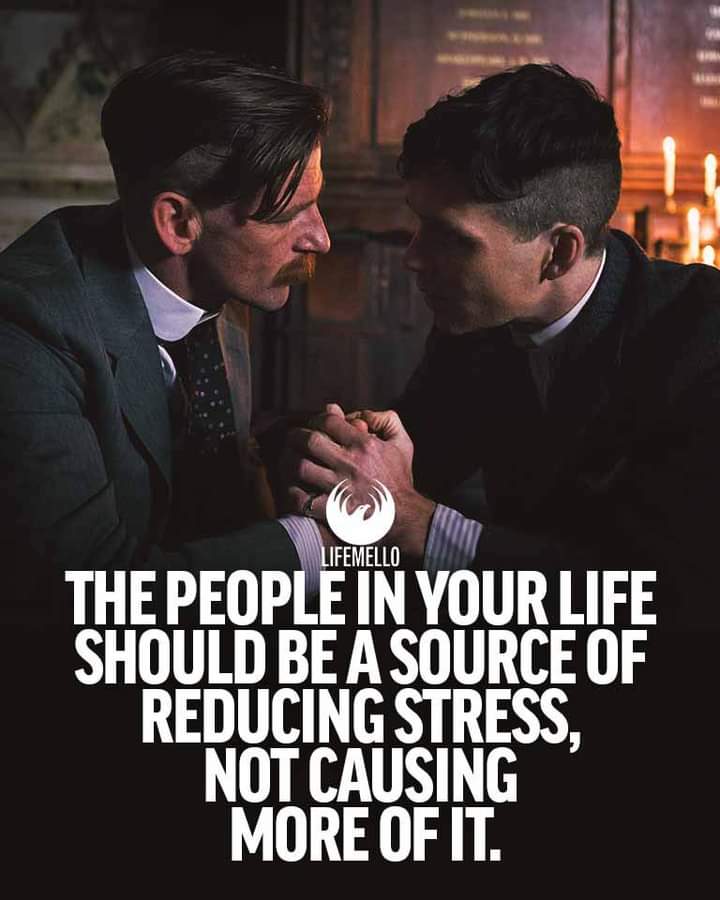 LIFEMELLO
THE PEOPLE IN YOUR LIFE
SHOULD BE A SOURCE OF
REDUCING STRESS,
NOT CAUSING
MORE OF IT.